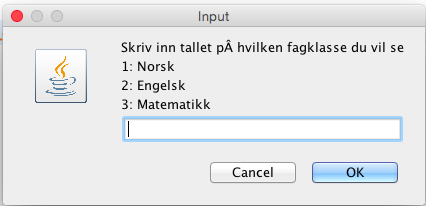 Input
Skriv inn tallet pÂ hvilken fagklasse du vil se
1: Norsk
2: Engelsk
3: Matematikk
Cancel
OK